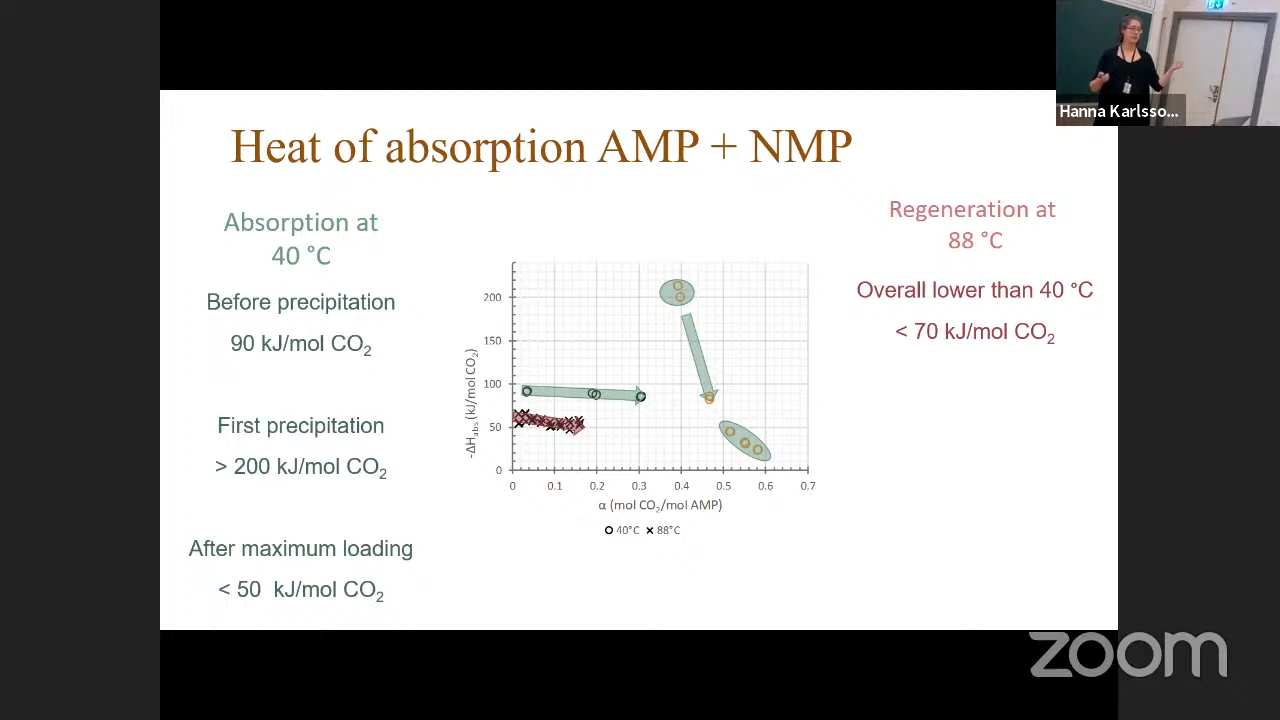 Hanna Karlsso...
Heat of absorption AMP + NMP
Absorption at
40 °C
Before precipitation
90 kJ/mol CO2
First precipitation
> 200 kJ/mol CO2
After maximum loading
< 50 kJ/mol CO2
-ΔHabs (kJ/mol CO2)
200
150
100
50
0
0 0.1 0.2 0.3 0.4 0.5 0.6 0.7
α (mol CO2/mol AMP)
40°C 88°C
Regeneration at
88 °C
Overall lower than 40 °C
< 70 kJ/mol CO2
zoom